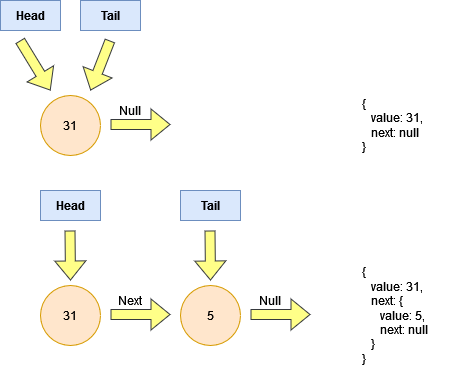 Head
Tail
Null
31
{
value: 31,
next: null
}
Head
Tail
Next
Null
31
5
{
value: 31,
next: {
value: 5,
next: null
}
}